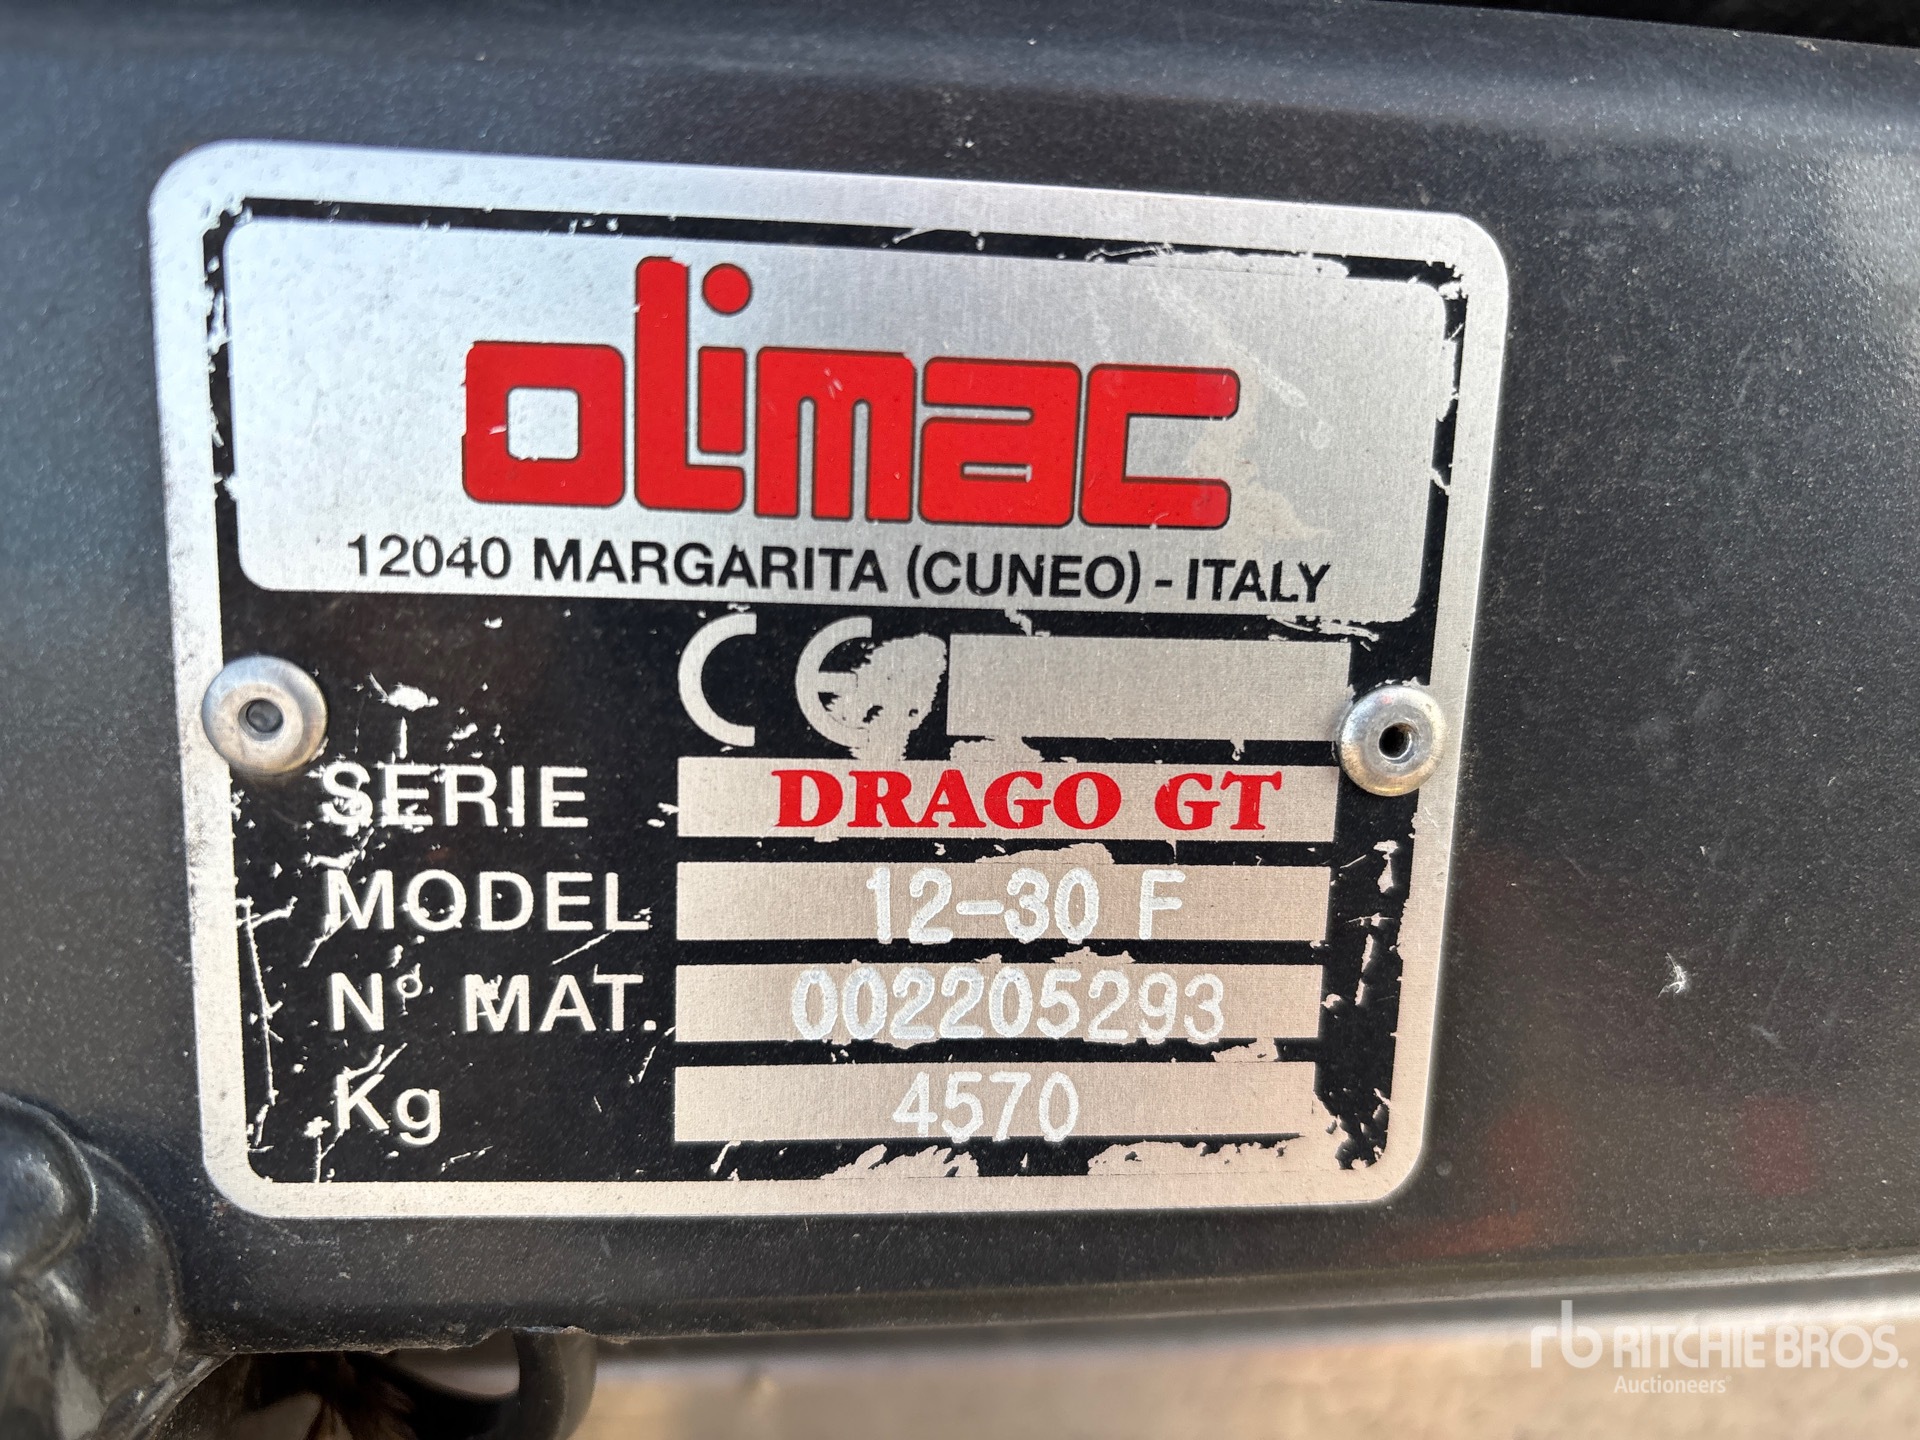 olimac
12040 MARGARITA (CUNEO) - ITALY
CE
SERIE DRAGO GT
MODEL 12-30 F
N° MAT. 002205293
Kg 4570
rb RITCHIE BROS.
Auctioneers